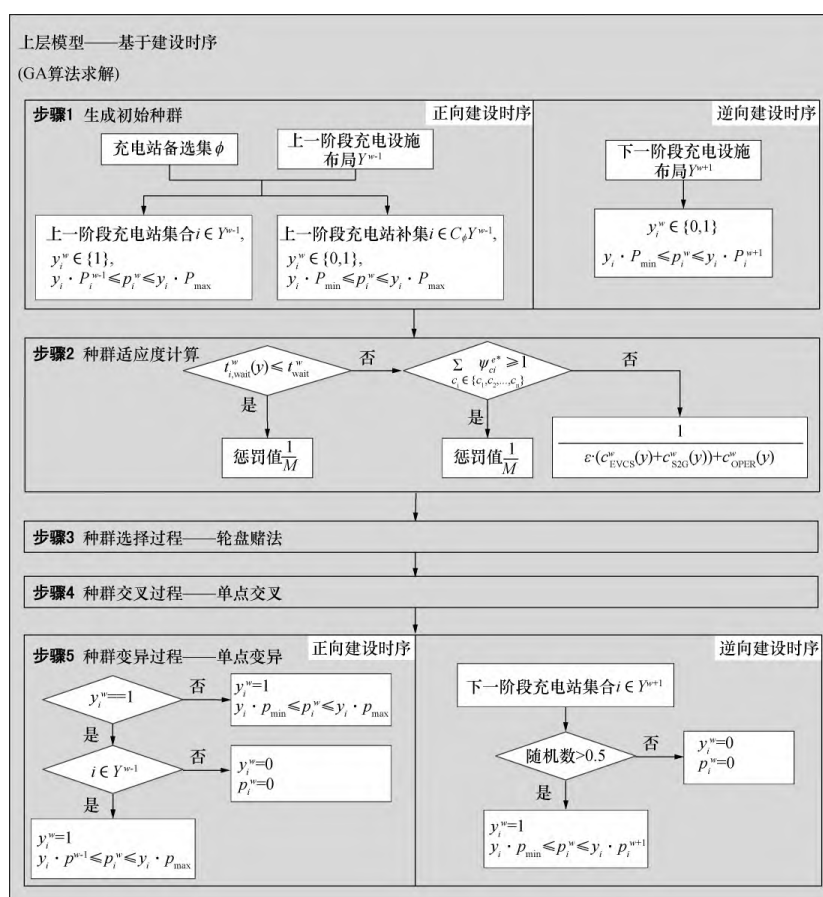 上层模型——基于建设时序
(GA算法求解)
步骤1 生成初始种群
正向建设时序
逆向建设时序
充电站备选集ϕ
上一阶段充电设施
布局Y^{w-1}
下一阶段充电设施
布局Y^{w+1}
上一阶段充电站集合i∈Y^{w-1},
y_i^w∈{1},
y_i·P_i^{w-1}≤p_i^w≤y_i·P_max
上一阶段充电站补集i∈C_ϕY^{w-1},
y_i^w∈{0,1},
y_i·P_min≤p_i^w≤y_i·P_max
y_i^w∈{0,1}
y_i·P_min≤p_i^w≤y_i·P_i^{w+1}
步骤2 种群适应度计算
t_{i,wait}^w(y)≤t_wait^w
否
∑ψ_{ci}^{e*}≥1
c_i∈{c_1,c_2,...,c_n}
否
是
是
惩罚值1/M
惩罚值1/M
1
ε·(c_EVCS^w(y)+c_S2G^w(y))+c_OPER^w(y)
步骤3 种群选择过程——轮盘赌法
步骤4 种群交叉过程——单点交叉
步骤5 种群变异过程——单点变异
正向建设时序
逆向建设时序
y_i^w==1
否
y_i^w=1
y_i·p_min≤p_i^w≤y_i·p_max
是
i∈Y^{w-1}
否
y_i^w=0
p_i^w=0
是
y_i^w=1
y_i·p^{w-1}≤p_i^w≤y_i·p_max
下一阶段充电站集合i∈Y^{w+1}
随机数>0.5
否
y_i^w=0
p_i^w=0
是
y_i^w=1
y_i·p_min≤p_i^w≤y_i·p_i^{w+1}